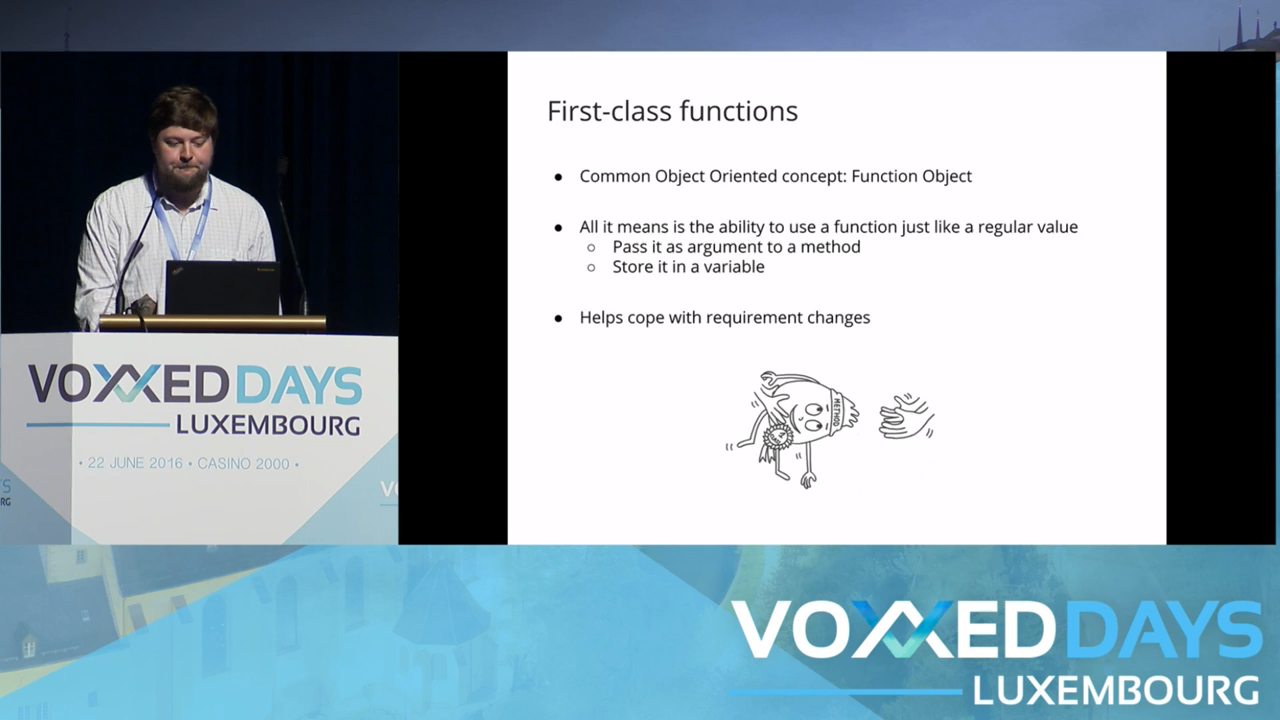 First-class functions
● Common Object Oriented concept: Function Object
● All it means is the ability to use a function just like a regular value
○ Pass it as argument to a method
○ Store it in a variable
● Helps cope with requirement changes
METHOD
VOXXED DAYS
LUXEMBOURG
• 22 JUNE 2016 • CASINO 2000 •
S
RG
VO
VOXXED DAYS
LUXEMBOURG